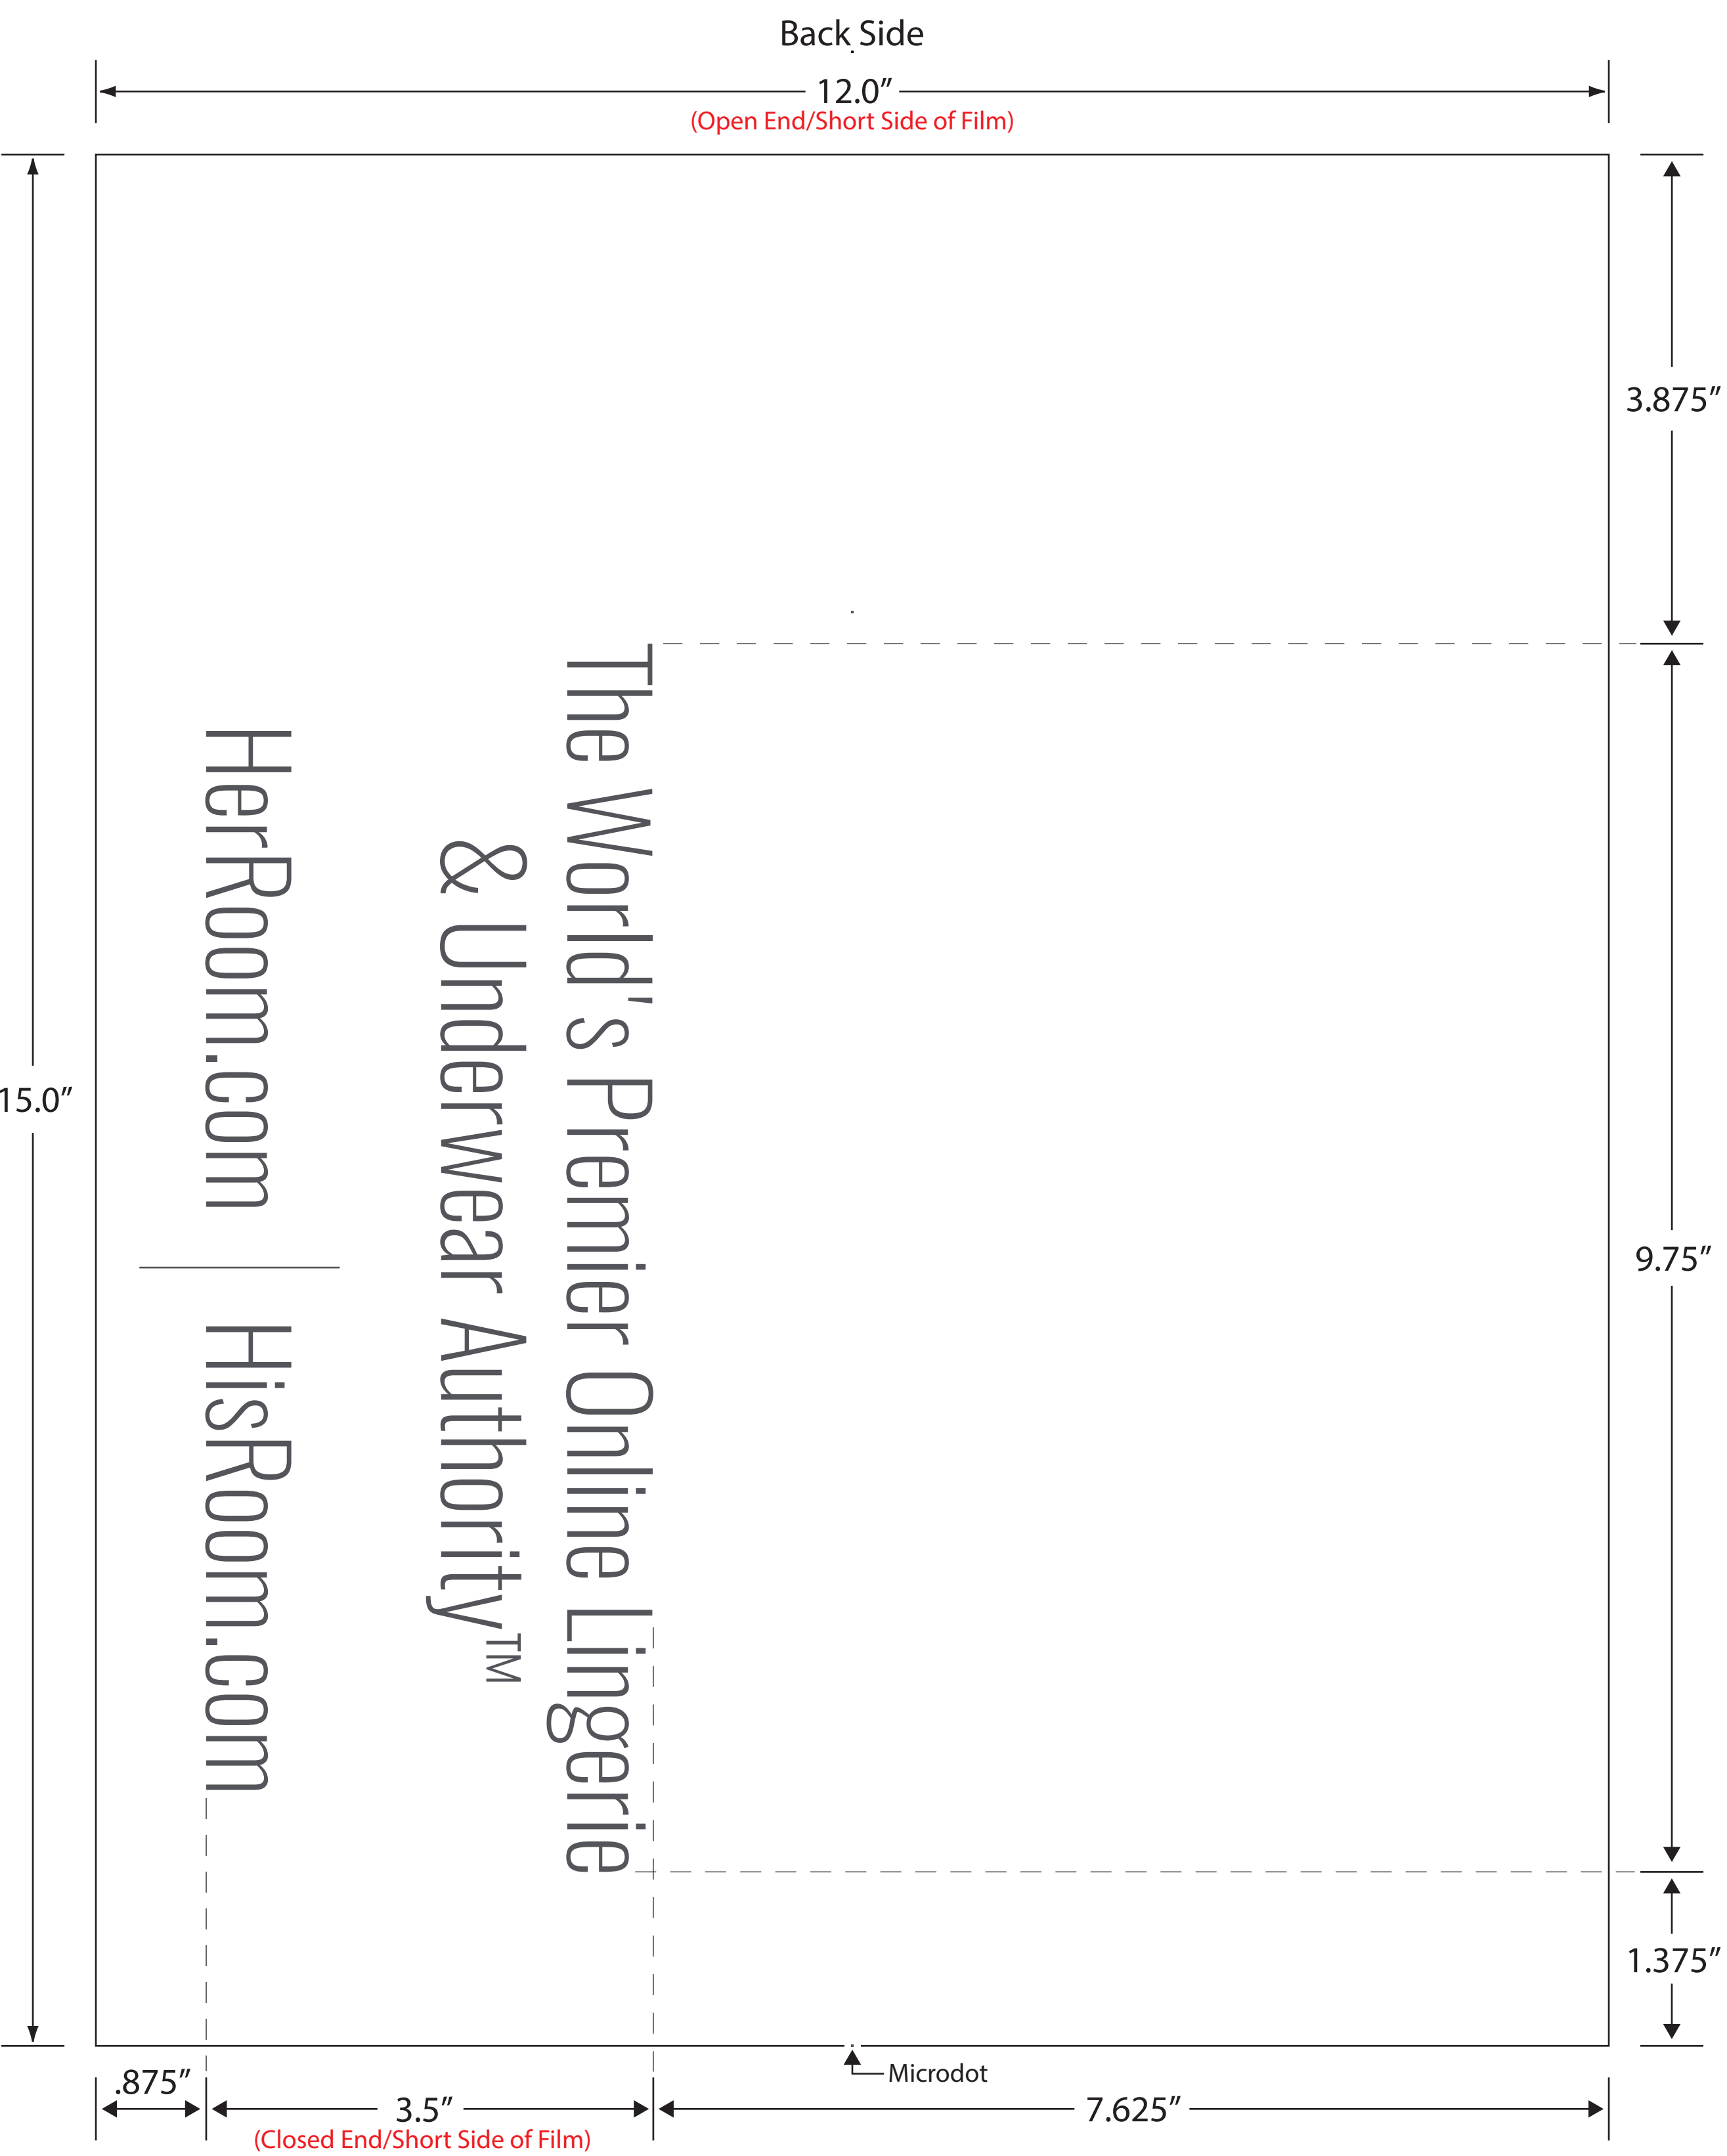 Back Side
12.0”
(Open End/Short Side of Film)
3.875”
The World's Premier Online Lingerie
& Underwear Authority™
HerRoom.com
HisRoom.com
15.0”
9.75”
1.375”
Microdot
.875”
3.5”
7.625”
(Closed End/Short Side of Film)